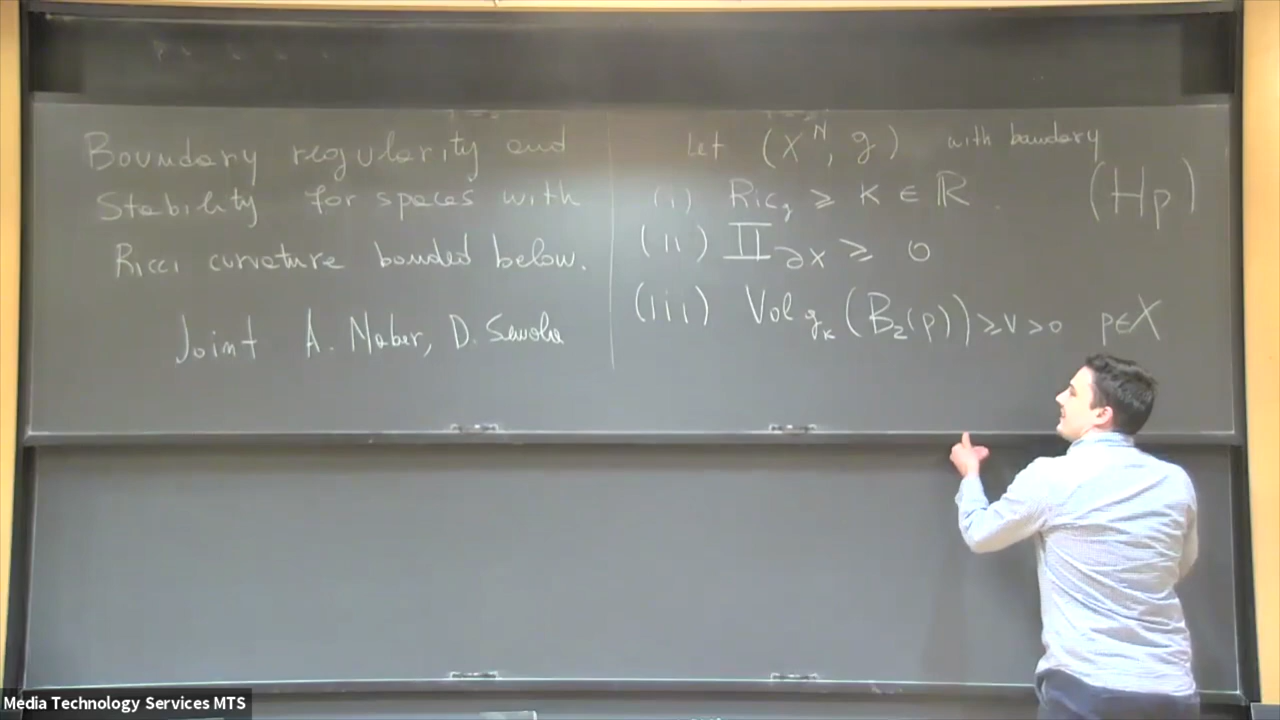 Boundary regularity and
Stability for spaces with
Ricci curvature bounded below.
Joint A. Naber, D. Semola
Let (X^N, g) with boundary
(i) Ric_g ≥ K ∈ ℝ. (Hp)
(ii) II_∂X ≥ 0
(iii) Vol_{g_K}(B_2(p)) ≥ v > 0 p∈X
Media Technology Services MTS